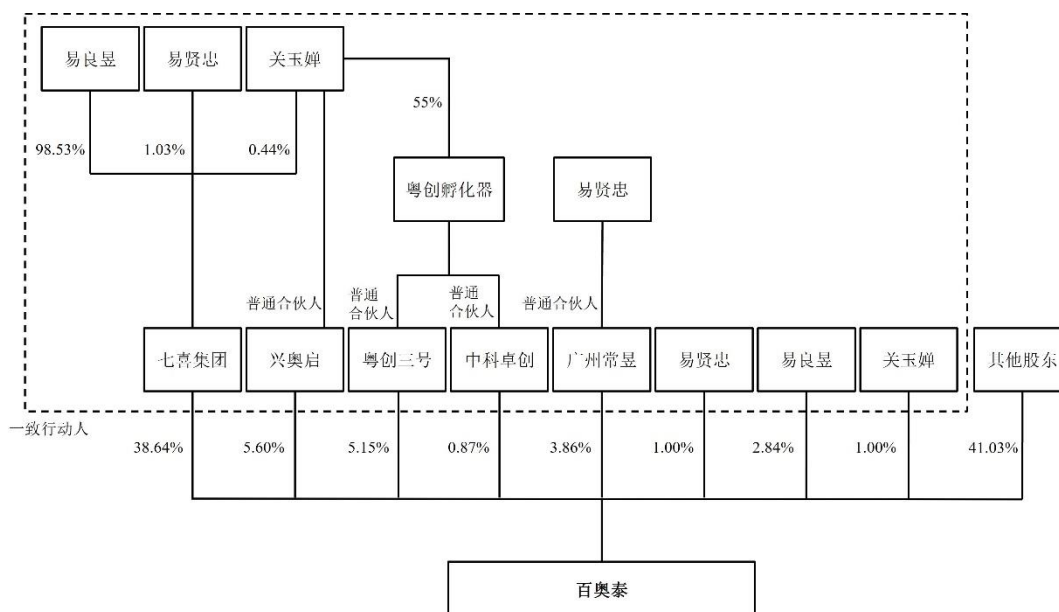 易良昱
易贤忠
关玉婵
55%
98.53%
1.03%
0.44%
粤创孵化器
易贤忠
普通合伙人
普通
合伙人
普通
合伙人
普通合伙人
七喜集团
兴奥启
粤创三号
中科卓创
广州常昱
易贤忠
易良昱
关玉婵
其他股东
一致行动人
38.64%
5.60%
5.15%
0.87%
3.86%
1.00%
2.84%
1.00%
41.03%
百奥泰